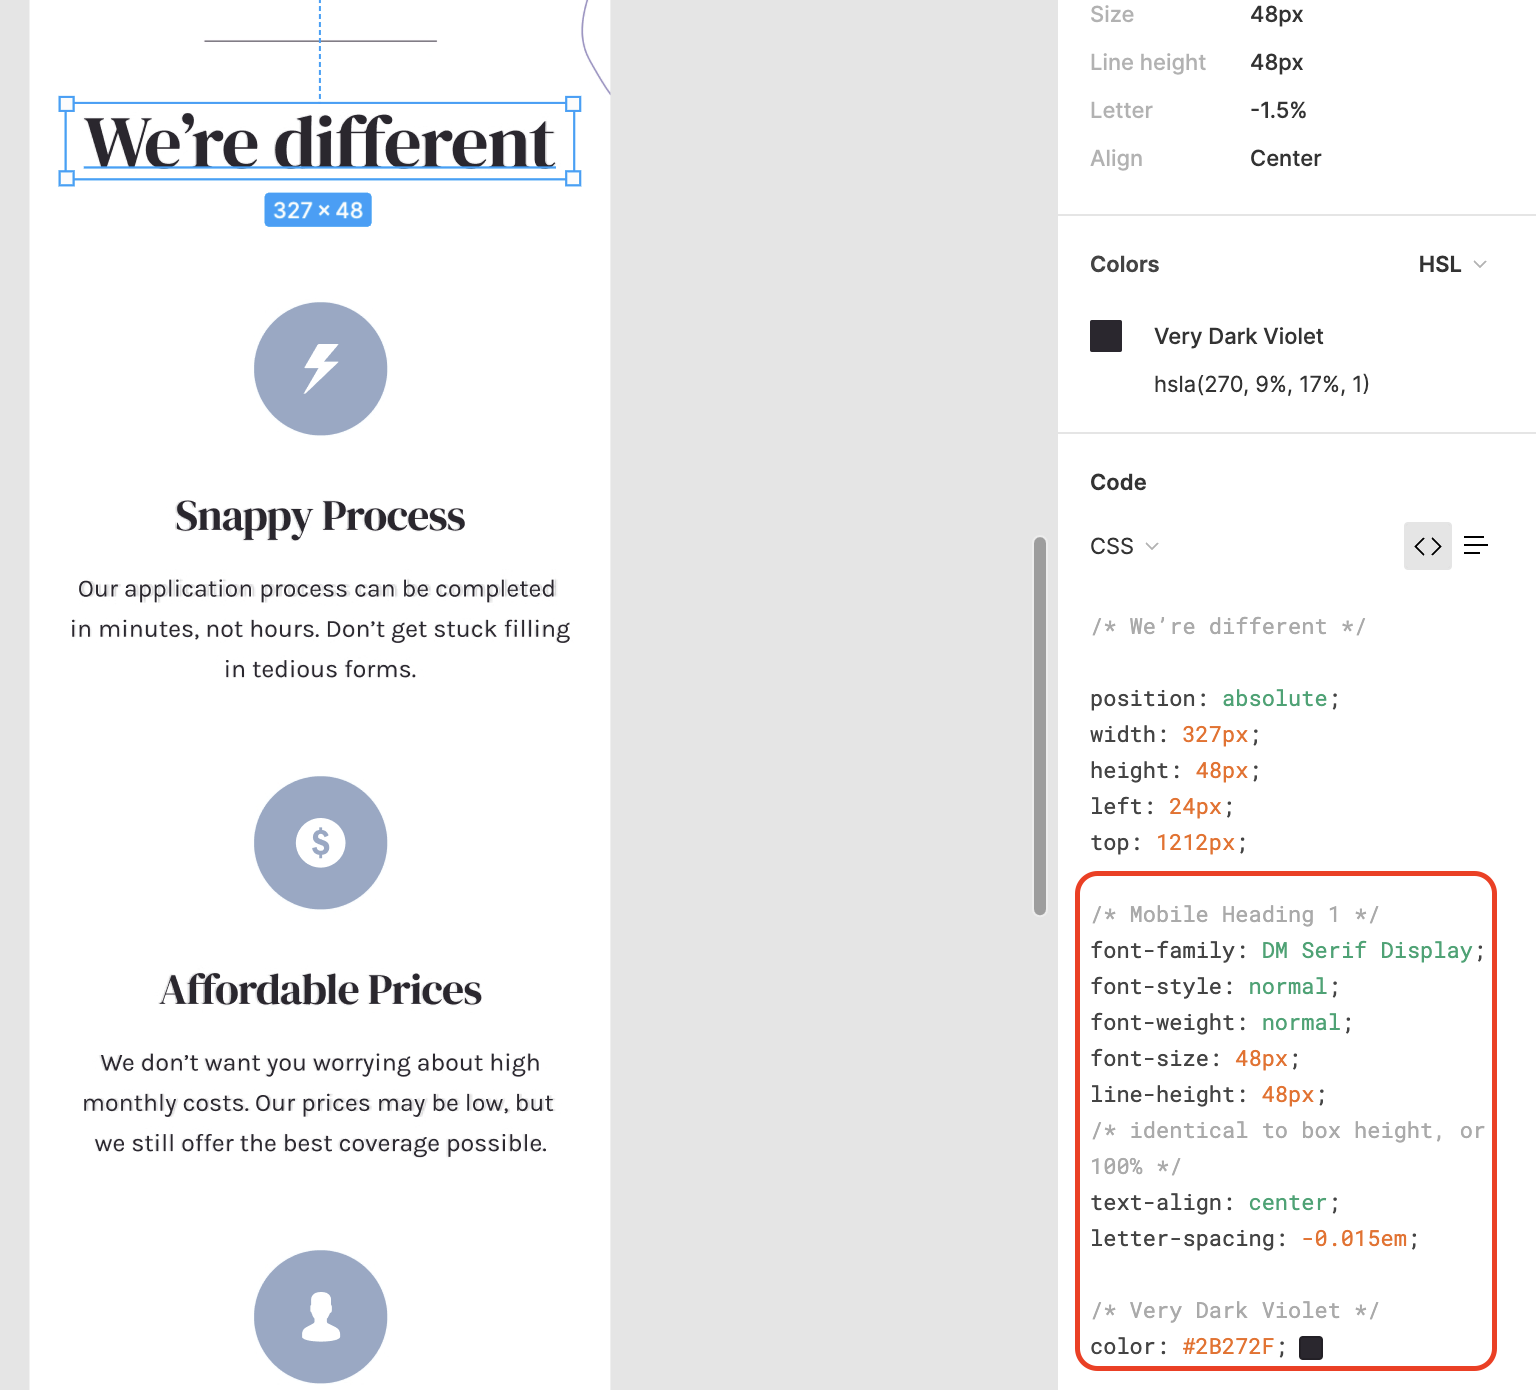 We’re different
327 × 48
Snappy Process
Our application process can be completed
in minutes, not hours. Don’t get stuck filling
in tedious forms.
$
Affordable Prices
We don’t want you worrying about high
monthly costs. Our prices may be low, but
we still offer the best coverage possible.
Size 48px
Line height 48px
Letter -1.5%
Align Center
Colors HSL
Very Dark Violet
hsla(270, 9%, 17%, 1)
Code
CSS <>
/* We’re different */
position: absolute;
width: 327px;
height: 48px;
left: 24px;
top: 1212px;
/* Mobile Heading 1 */
font-family: DM Serif Display;
font-style: normal;
font-weight: normal;
font-size: 48px;
line-height: 48px;
/* identical to box height, or
100% */
text-align: center;
letter-spacing: -0.015em;
/* Very Dark Violet */
color: #2B272F;